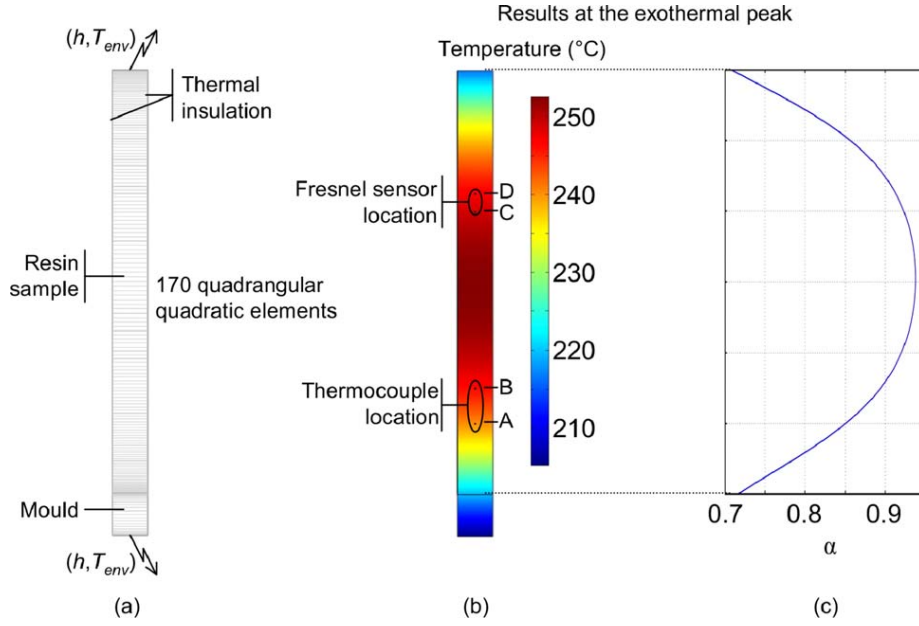 Results at the exothermal peak
(h,Tenv)
Temperature (°C)
Thermal
insulation
250
D
Fresnel sensor
location
C
240
230
Resin
sample
170 quadrangular
quadratic elements
220
Thermocouple
location
B
A
210
Mould
0.7 0.8 0.9
α
(h,Tenv)
(a) (b) (c)